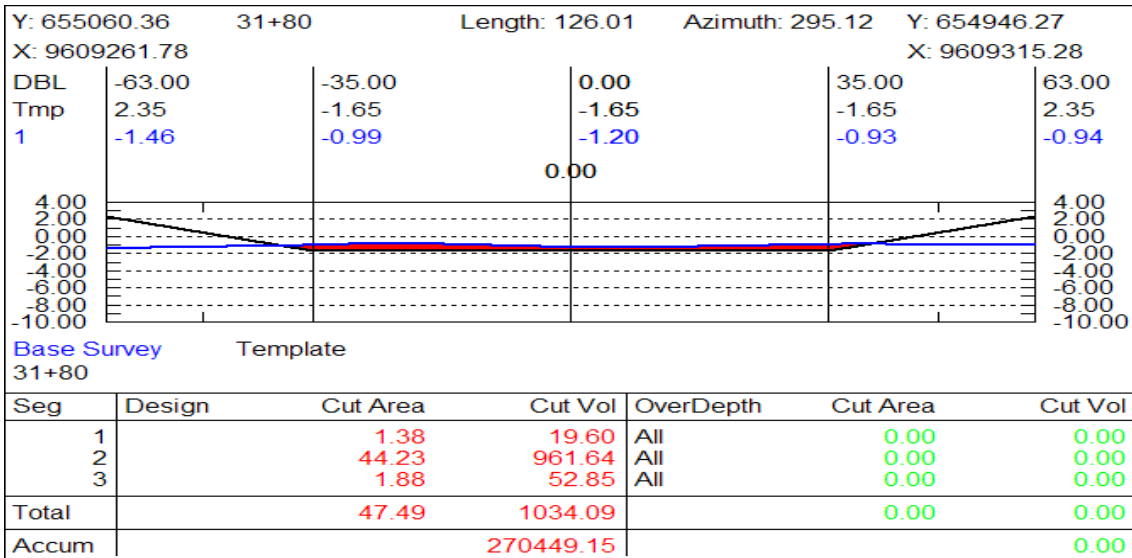 Y: 655060.36 31+80 Length: 126.01 Azimuth: 295.12 Y: 654946.27
X: 9609261.78 X: 9609315.28
DBL -63.00 -35.00 0.00 35.00 63.00
Tmp 2.35 -1.65 -1.65 -1.65 2.35
1 -1.46 -0.99 -1.20 -0.93 -0.94
0.00
4.00 4.00
2.00 2.00
0.00 0.00
-2.00 -2.00
-4.00 -4.00
-6.00 -6.00
-8.00 -8.00
-10.00 -10.00
Base Survey Template
31+80
Seg Design Cut Area Cut Vol OverDepth Cut Area Cut Vol
1 1.38 19.60 All 0.00 0.00
2 44.23 961.64 All 0.00 0.00
3 1.88 52.85 All 0.00 0.00
Total 47.49 1034.09 0.00 0.00
Accum 270449.15 0.00